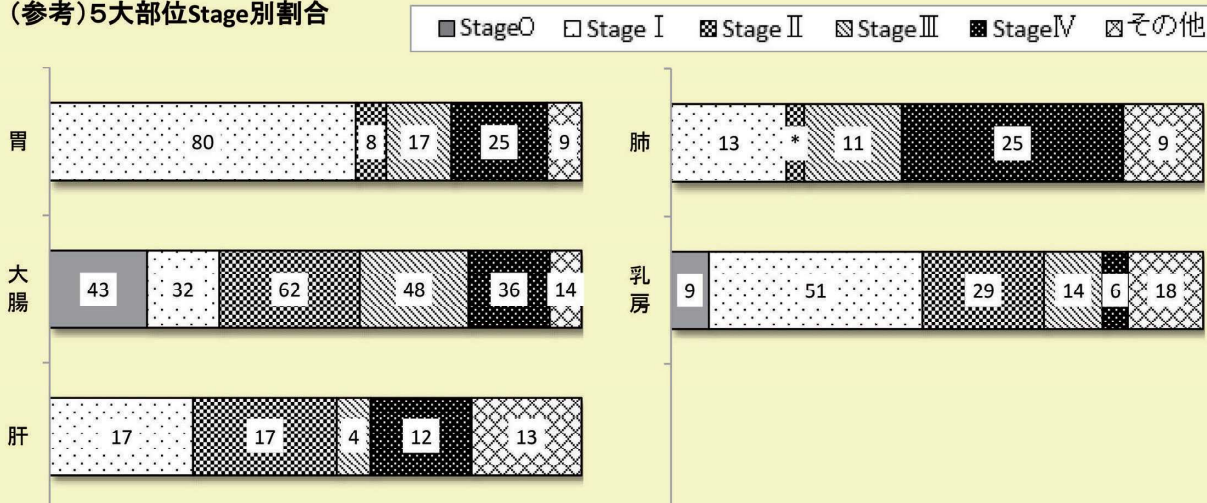 (参考)５大部位Stage別割合
Stage0 StageⅠ StageⅡ StageⅢ StageⅣ その他
胃 80 8 17 25 9
肺 13 * 11 25 9
大腸 43 32 62 48 36 14
乳房 9 51 29 14 6 18
肝 17 17 4 12 13